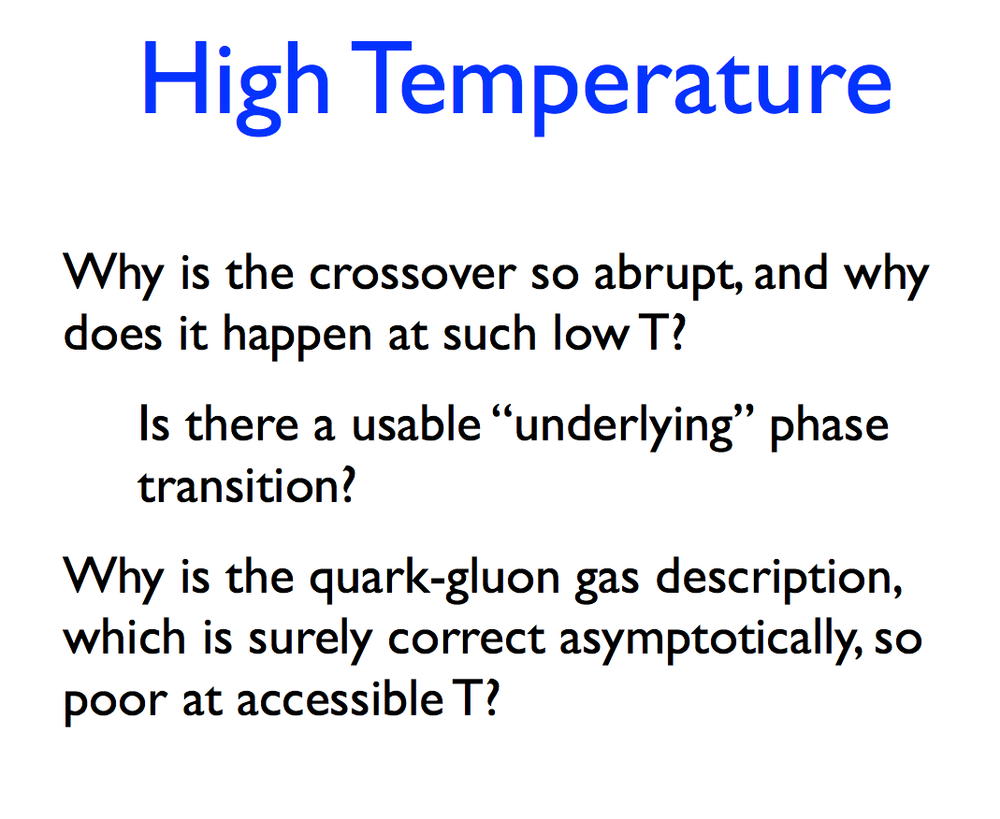 High Temperature
Why is the crossover so abrupt, and why
does it happen at such low T?
Is there a usable “underlying” phase
transition?
Why is the quark-gluon gas description,
which is surely correct asymptotically, so
poor at accessible T?